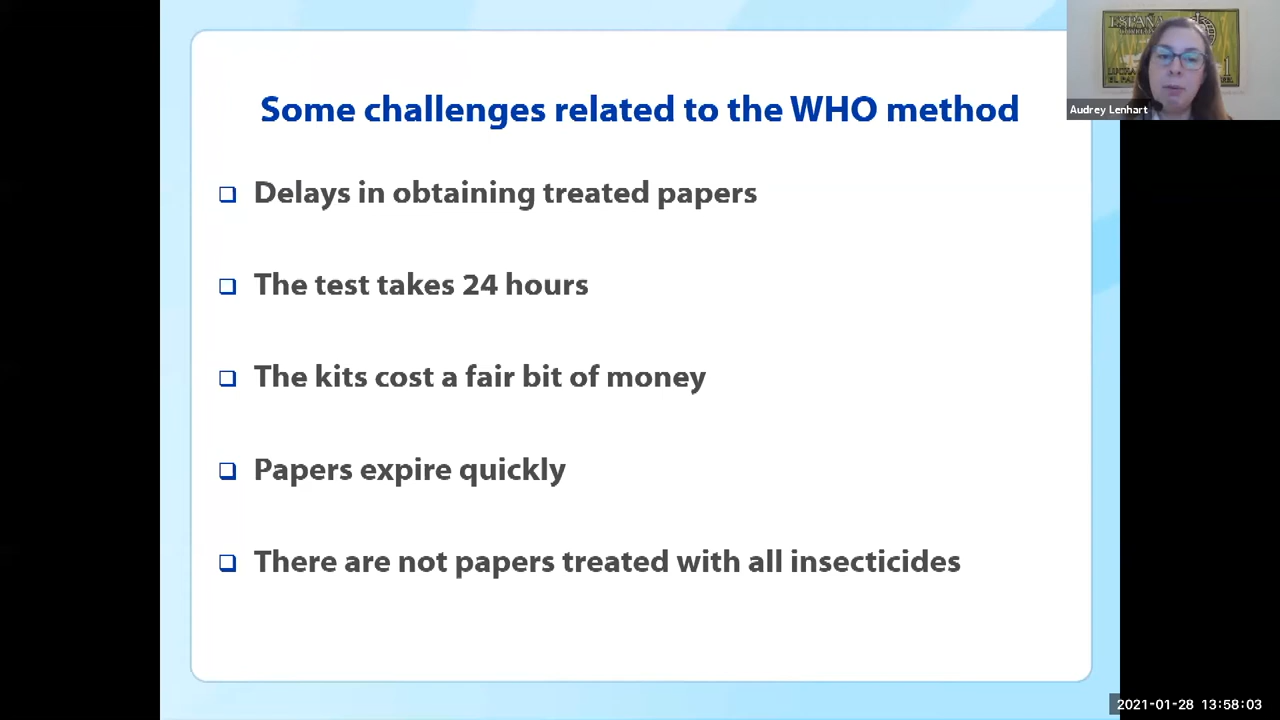 Some challenges related to the WHO method
Delays in obtaining treated papers
The test takes 24 hours
The kits cost a fair bit of money
Papers expire quickly
There are not papers treated with all insecticides
ESPAÑA
Audrey Lenhart
2021-01-28 13:58:03